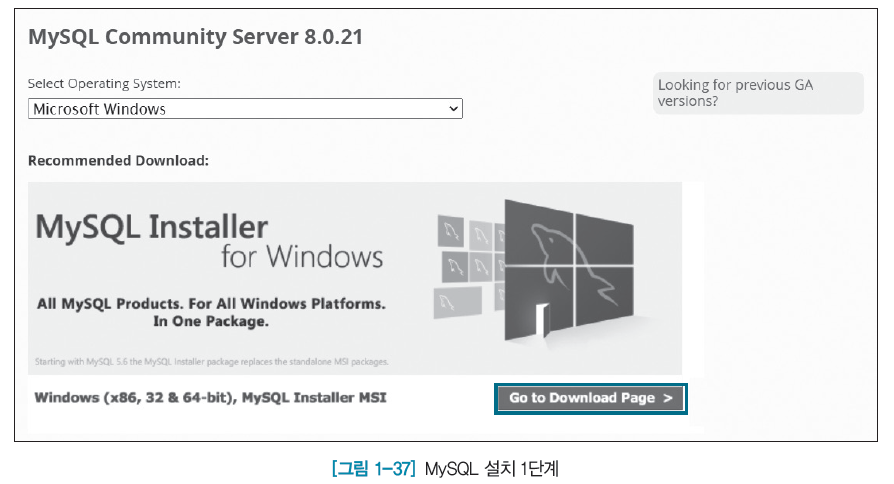 MySQL Community Server 8.0.21
Select Operating System:
Microsoft Windows
Looking for previous GA
versions?
Recommended Download:
MySQL Installer
for Windows
All MySQL Products. For All Windows Platforms.
In One Package.
Starting with MySQL 5.6 the MySQL Installer package replaces the standalone MSI packages.
Windows (x86, 32 & 64-bit), MySQL Installer MSI
Go to Download Page >
[그림 1-37] MySQL 설치 1단계